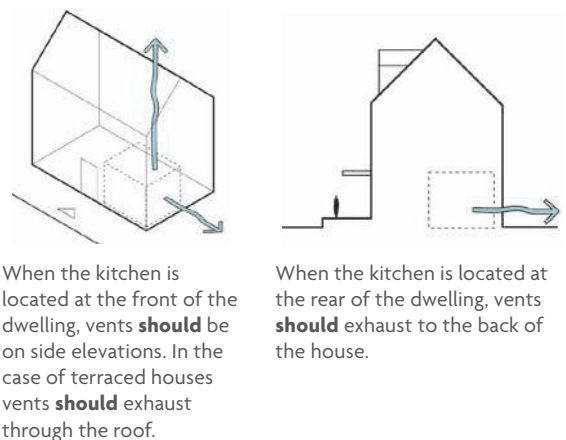 When the kitchen is
located at the front of the
dwelling, vents should be
on side elevations. In the
case of terraced houses
vents should exhaust
through the roof.
When the kitchen is located at
the rear of the dwelling, vents
should exhaust to the back of
the house.